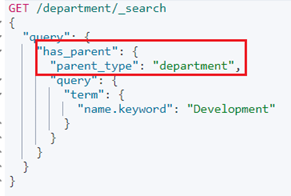 GET /department/_search
{
  "query": {
    "has_parent": {
      "parent_type": "department",
      "query": {
        "term": {
          "name.keyword": "Development"
        }
      }
    }
  }
}